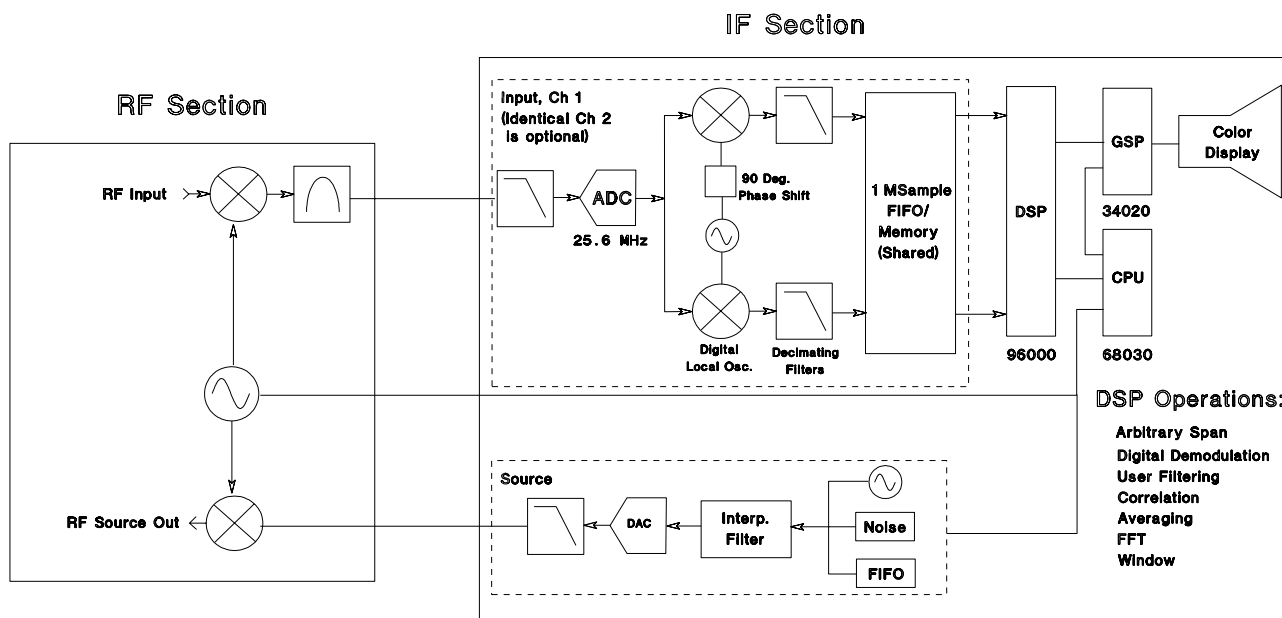 IF Section
RF Section
Input, Ch 1
(Identical Ch 2
is optional)
RF Input
ADC
25.6 MHz
90 Deg.
Phase Shift
1 MSample
FIFO/
Memory
(Shared)
DSP
96000
GSP
34020
Color
Display
CPU
68030
Digital
Local Osc.
Decimating
Filters
DSP Operations:
Arbitrary Span
Digital Demodulation
User Filtering
Correlation
Averaging
FFT
Window
Source
RF Source Out
DAC
Interp.
Filter
Noise
FIFO